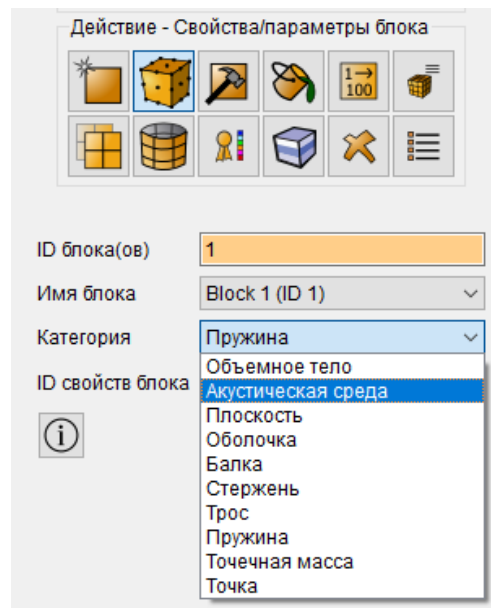 Действие - Свойства/параметры блока
1→
100
ID блока(ов) 1
Имя блока Block 1 (ID 1)
Категория Пружина
ID свойств блока
Объемное тело
Акустическая среда
Плоскость
Оболочка
Балка
Стержень
Трос
Пружина
Точечная масса
Точка